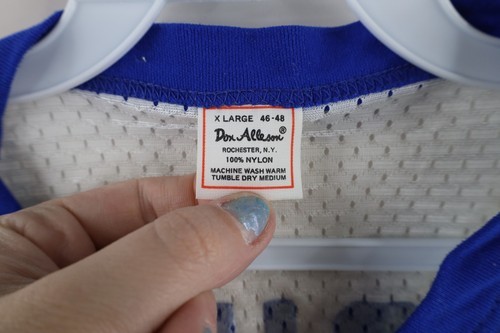 X LARGE 46-48
Don Alleson®
ROCHESTER, N.Y.
100% NYLON
MACHINE WASH WARM
TUMBLE DRY MEDIUM